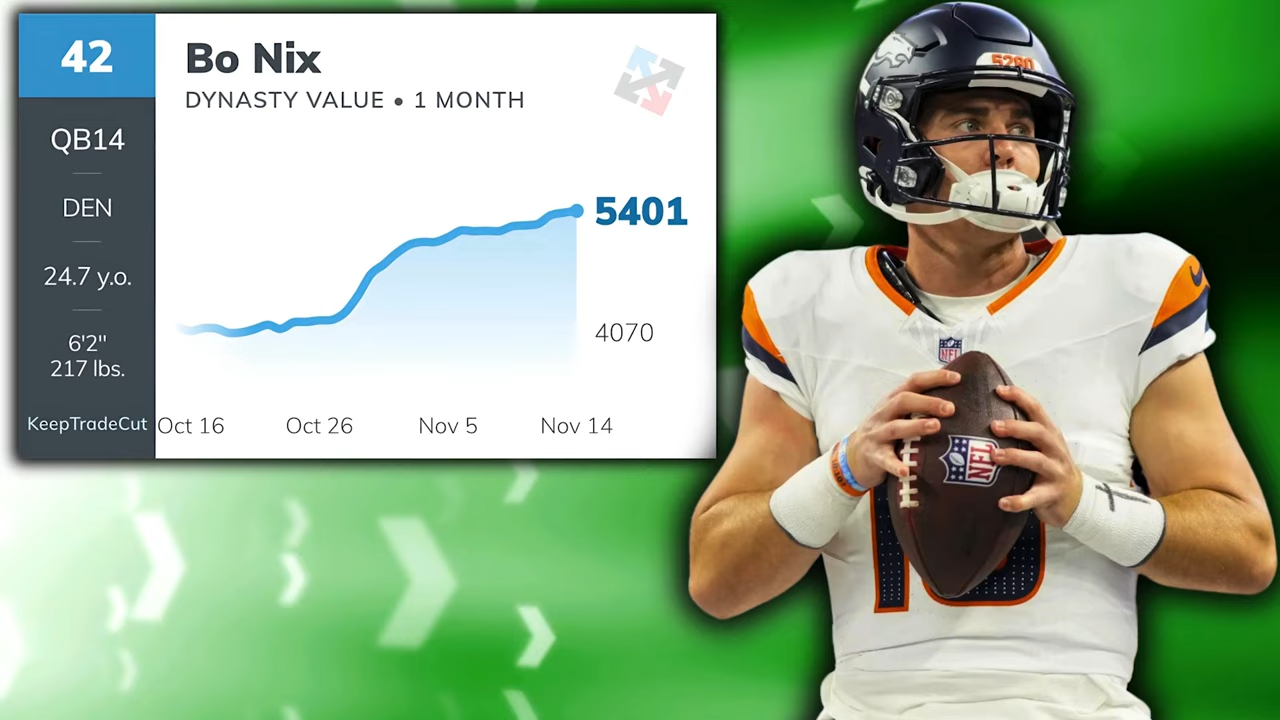 42
QB14
DEN
24.7 y.o.
6'2"
217 lbs.
KeepTradeCut
Bo Nix
DYNASTY VALUE • 1 MONTH
5401
4070
Oct 16
Oct 26
Nov 5
Nov 14
5280
NFL
NFL